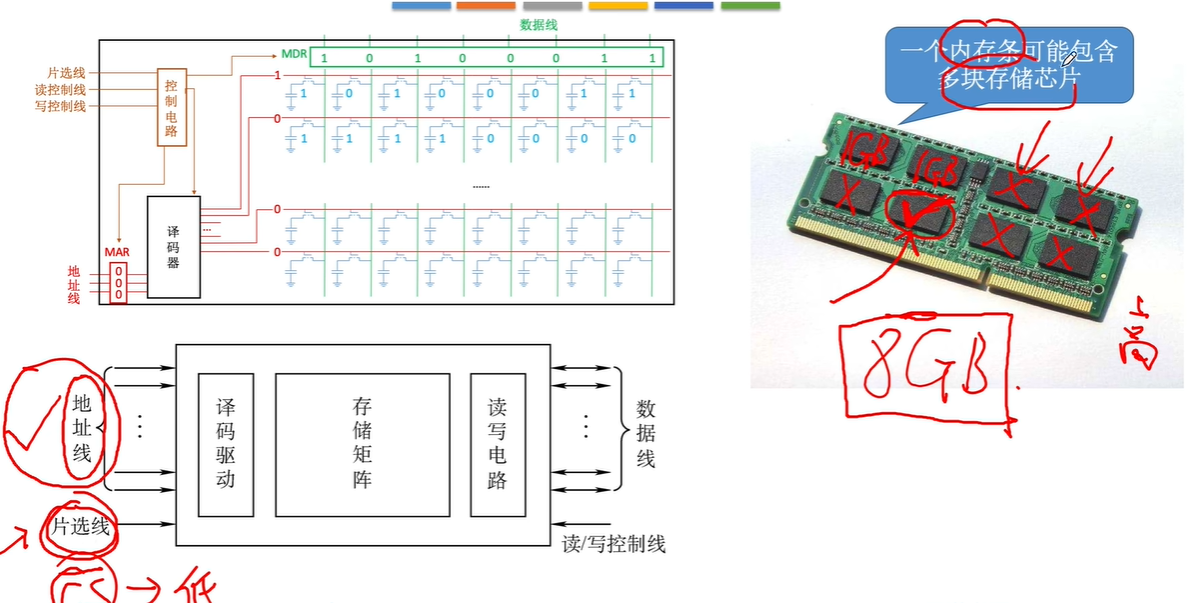 数据线
MDR
1 0 1 0 0 0 1 1
片选线
读控制线
写控制线
控制电路
1
1 0 1 0 0 0 1 1
0
1 1 1 1 0 0 0 0
......
0
0
译码器
...
MAR
地址线
0
0
0
一个内存条可能包含
多块存储芯片
1GB
1GB
8GB
地址线
译码驱动
存储矩阵
读写电路
数据线
片选线
读/写控制线
CS → 低